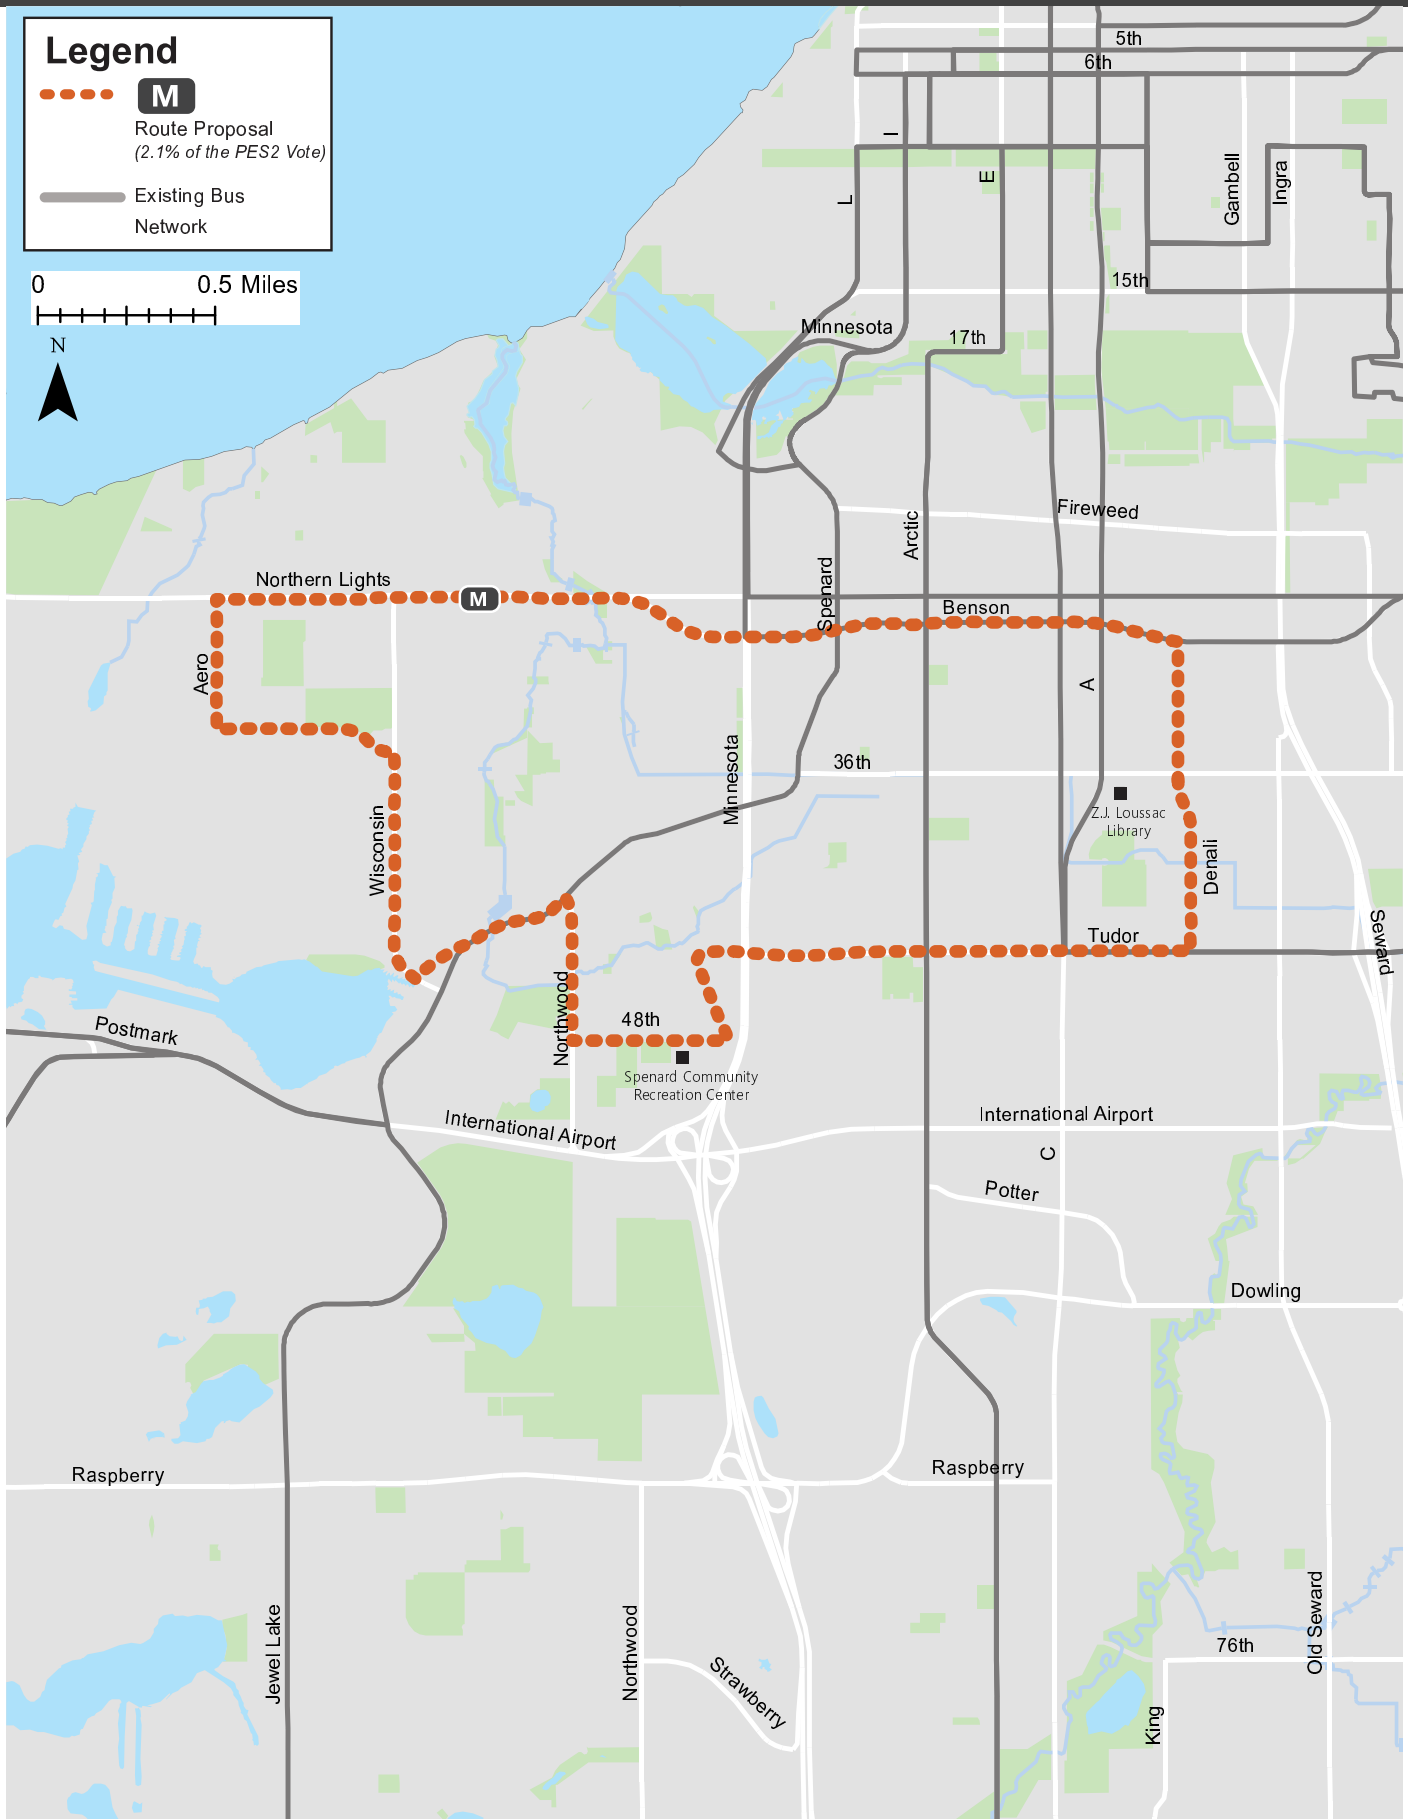 Legend
M
Route Proposal
(2.1% of the PES2 Vote)
Existing Bus
Network
0 0.5 Miles
N
5th
6th
I
L
E
Gambell
Ingra
15th
Minnesota
17th
Fireweed
Arctic
Spenard
Northern Lights
M
Benson
Aero
A
Minnesota
36th
Z.J. Loussac
Library
Wisconsin
Denali
Tudor
Seward
Northwood
48th
Postmark
Spenard Community
Recreation Center
International Airport
International Airport
C
Potter
Dowling
Raspberry
Raspberry
Jewel Lake
Northwood
Strawberry
Old Seward
76th
King